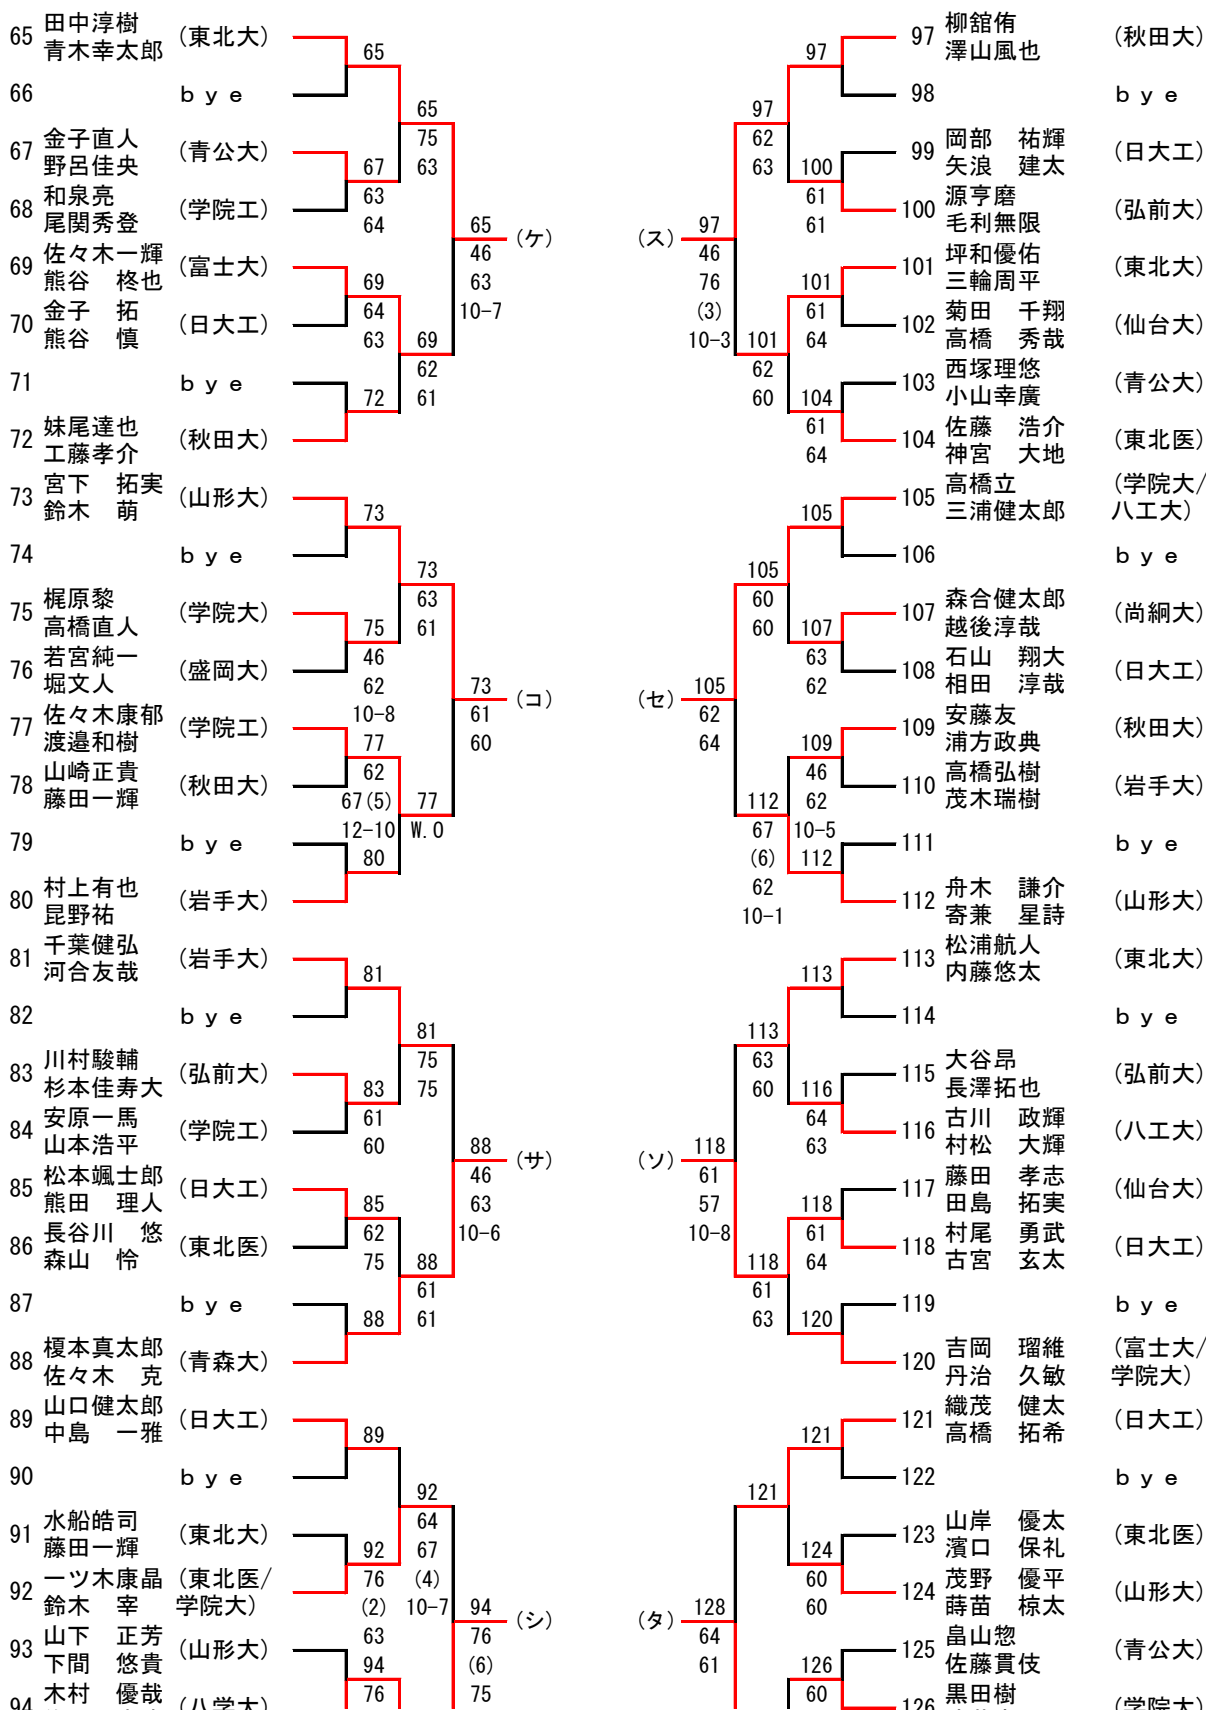 65 田中淳樹 (東北大)
青木幸太郎
65
66 ｂｙｅ
65
75
63
67 金子直人 (青公大)
野呂佳央
67
63
64
68 和泉亮 (学院工)
尾関秀登
65 (ケ)
46
63
10-7
69 佐々木一輝 (富士大)
熊谷　柊也
69
64
63
70 金子　拓 (日大工)
熊谷　慎
69
62
61
71 ｂｙｅ
72
72 妹尾達也 (秋田大)
工藤孝介
73 宮下　拓実 (山形大)
鈴木　萌
73
74 ｂｙｅ
73
63
61
75 梶原黎 (学院大)
高橋直人
75
46
62
10-8
76 若宮純一 (盛岡大)
堀文人
73 (コ)
61
60
77 佐々木康郁 (学院工)
渡邉和樹
77
62
67(5)
12-10
78 山崎正貴 (秋田大)
藤田一輝
77
W.O
79 ｂｙｅ
80
80 村上有也 (岩手大)
昆野祐
81 千葉健弘 (岩手大)
河合友哉
81
82 ｂｙｅ
81
75
75
83 川村駿輔 (弘前大)
杉本佳寿大
83
61
60
84 安原一馬 (学院工)
山本浩平
88 (サ)
46
63
10-6
85 松本颯士郎 (日大工)
熊田　理人
85
62
75
86 長谷川　悠 (東北医)
森山　怜
88
61
61
87 ｂｙｅ
88
88 榎本真太郎 (青森大)
佐々木　克
89 山口健太郎 (日大工)
中島　一雅
89
90 ｂｙｅ
92
64
67
(4)
10-7
91 水船皓司 (東北大)
藤田一輝
92
76
(2)
63
92 一ツ木康晶 (東北医/
鈴木　宰 学院大)
94 (シ)
76
(6)
75
93 山下　正芳 (山形大)
下間　悠貴
94
76
94 木村　優哉 (八学大)
97 柳舘侑 (秋田大)
澤山風也
97
98 ｂｙｅ
97
62
63
99 岡部　祐輝 (日大工)
矢浪　建太
100
61
61
100 源亨磨 (弘前大)
毛利無限
(ス) 97
46
76
(3)
10-3
101 坪和優佑 (東北大)
三輪周平
101
61
64
102 菊田　千翔 (仙台大)
高橋　秀哉
101
62
60
103 西塚理悠 (青公大)
小山幸廣
104
61
64
104 佐藤　浩介 (東北医)
神宮　大地
105 高橋立 (学院大/
三浦健太郎 八工大)
105
106 ｂｙｅ
105
60
60
107 森合健太郎 (尚絅大)
越後淳哉
107
63
62
108 石山　翔大 (日大工)
相田　淳哉
(セ) 105
62
64
109 安藤友 (秋田大)
浦方政典
109
46
62
10-5
110 高橋弘樹 (岩手大)
茂木瑞樹
112
67
(6)
62
10-1
111 ｂｙｅ
112
112 舟木　謙介 (山形大)
寄兼　星詩
113 松浦航人 (東北大)
内藤悠太
113
114 ｂｙｅ
113
63
60
115 大谷昂 (弘前大)
長澤拓也
116
64
63
116 古川　政輝 (八工大)
村松　大輝
(ソ) 118
61
57
10-8
117 藤田　孝志 (仙台大)
田島　拓実
118
61
64
118 村尾　勇武 (日大工)
古宮　玄太
118
61
63
119 ｂｙｅ
120
120 吉岡　瑠維 (富士大/
丹治　久敏 学院大)
121 織茂　健太 (日大工)
高橋　拓希
121
122 ｂｙｅ
121
123 山岸　優太 (東北医)
濱口　保礼
124
60
60
124 茂野　優平 (山形大)
蒔苗　椋太
(タ) 128
64
61
125 畠山惣 (青公大)
佐藤貫伎
126
60
126 黒田樹 (学院大)